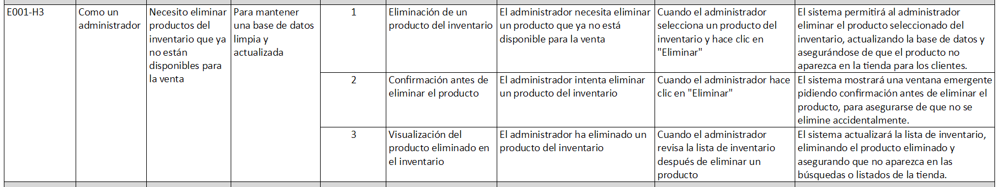 E001-H3
Como un
administrador
Necesito eliminar
productos del
inventario que ya
no están
disponibles para
la venta
Para mantener
una base de datos
limpia y
actualizada
1
Eliminación de un
producto del inventario
El administrador necesita eliminar
un producto que ya no está
disponible para la venta
Cuando el administrador
selecciona un producto del
inventario y hace clic en
"Eliminar"
El sistema permitirá al administrador
eliminar el producto seleccionado del
inventario, actualizando la base de datos y
asegurándose de que el producto no
aparezca en la tienda para los clientes.
2
Confirmación antes de
eliminar el producto
El administrador intenta eliminar
un producto del inventario
Cuando el administrador hace
clic en "Eliminar"
El sistema mostrará una ventana emergente
pidiendo confirmación antes de eliminar el
producto, para asegurarse de que no se
elimine accidentalmente.
3
Visualización del
producto eliminado en
el inventario
El administrador ha eliminado un
producto del inventario
Cuando el administrador
revisa la lista de inventario
después de eliminar un
producto
El sistema actualizará la lista de inventario,
eliminando el producto eliminado y
asegurando que no aparezca en las
búsquedas o listados de la tienda.